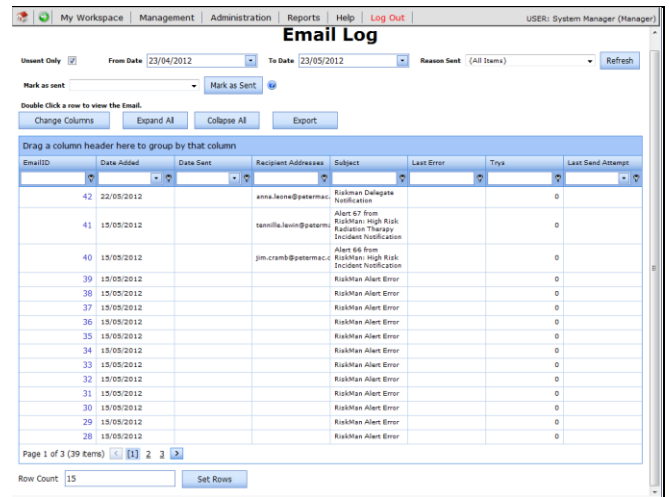 My Workspace | Management | Administration | Reports | Help | Log Out | USER: System Manager (Manager)
Email Log
Unsent Only From Date 23/04/2012 To Date 23/05/2012 Reason Sent (All Items) Refresh
Mark as sent Mark as Sent
Double Click a row to view the Email.
Change Columns Expand All Collapse All Export
Drag a column header here to group by that column
EmailID Date Added Date Sent Recipient Addresses Subject Last Error Trys Last Send Attempt
42 22/05/2012 anna.leone@petermac. Riskman Delegate 0
Notification
Alert 67 from
41 15/05/2012 tennille.lewin@peterma RiskMan: High Risk 0
Radiation Therapy
Incident Notification
Alert 66 from
40 15/05/2012 jim.cramb@petermac.c RiskMan: High Risk 0
Incident Notification
39 15/05/2012 RiskMan Alert Error 0
38 15/05/2012 RiskMan Alert Error 0
37 15/05/2012 RiskMan Alert Error 0
36 15/05/2012 RiskMan Alert Error 0
35 15/05/2012 RiskMan Alert Error 0
34 15/05/2012 RiskMan Alert Error 0
33 15/05/2012 RiskMan Alert Error 0
32 15/05/2012 RiskMan Alert Error 0
31 15/05/2012 RiskMan Alert Error 0
30 15/05/2012 RiskMan Alert Error 0
29 15/05/2012 RiskMan Alert Error 0
28 15/05/2012 RiskMan Alert Error 0
Page 1 of 3 (39 items) < [1] 2 3 >
Row Count 15 Set Rows